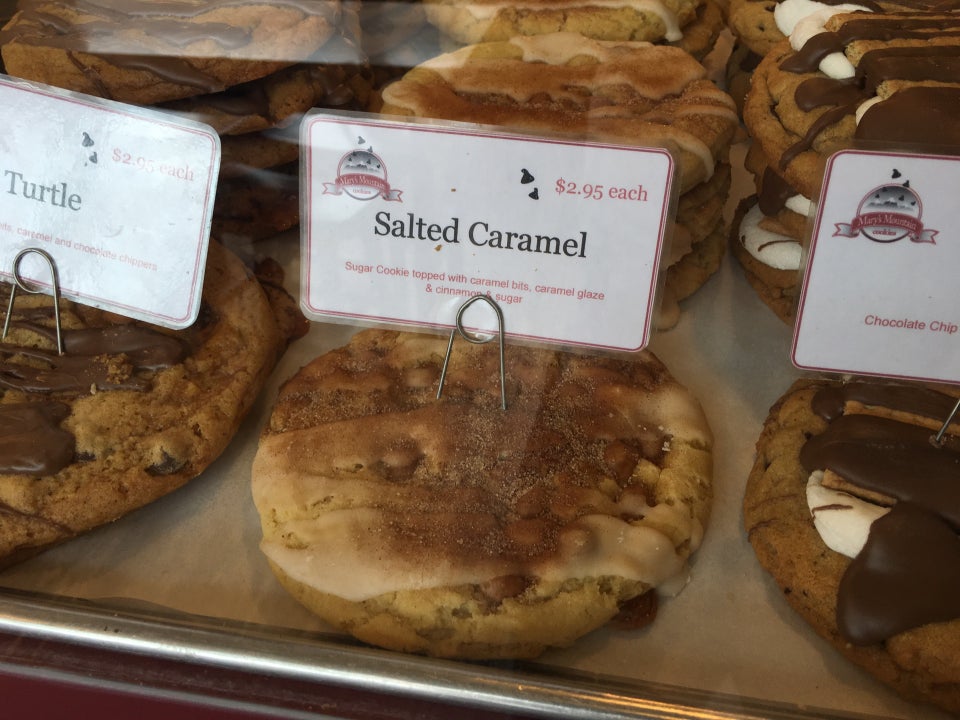 $2.95 each
Turtle
caramel and chocolate chippers
Mary's Mountain
cookies
$2.95 each
Salted Caramel
Sugar Cookie topped with caramel bits, caramel glaze
& cinnamon & sugar
Mary's Mountain
cookies
Chocolate Chip